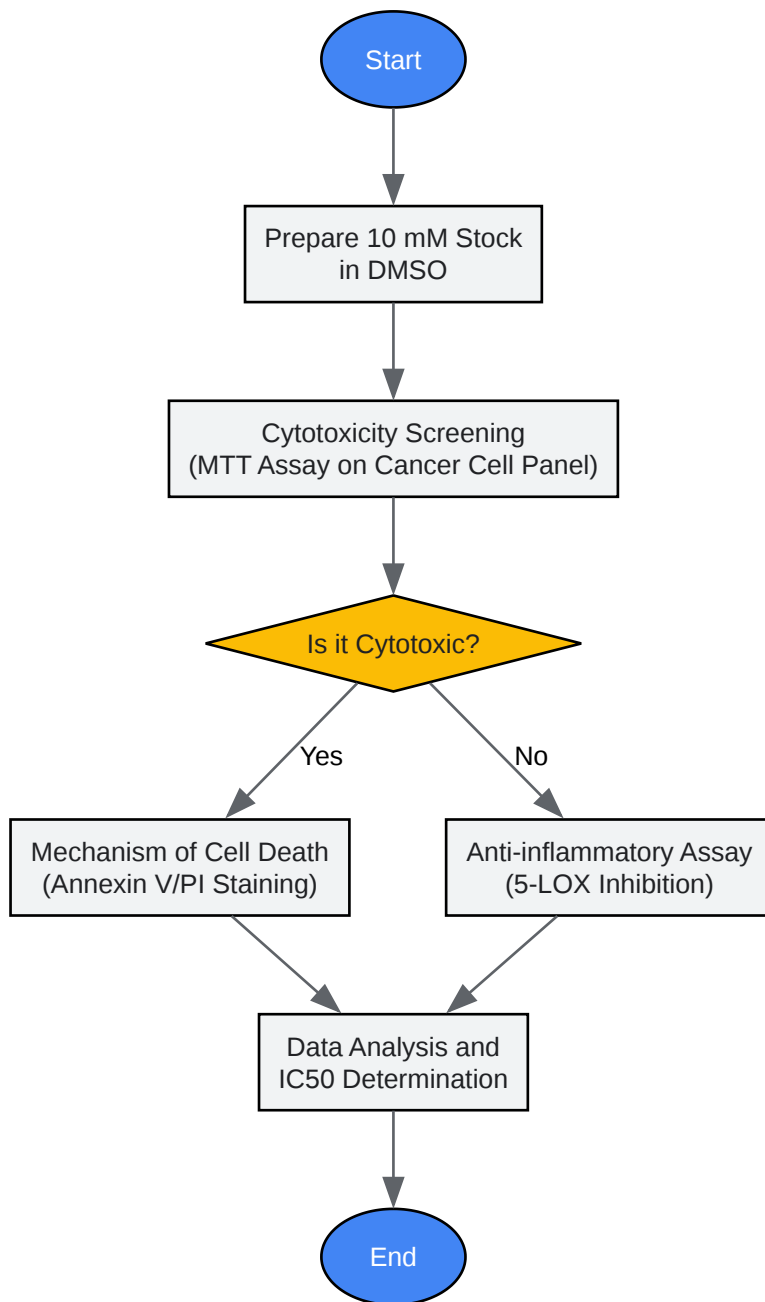 Start
Prepare 10 mM Stock
in DMSO
Cytotoxicity Screening
(MTT Assay on Cancer Cell Panel)
Is it Cytotoxic?
Yes
No
Mechanism of Cell Death
(Annexin V/PI Staining)
Anti-inflammatory Assay
(5-LOX Inhibition)
Data Analysis and
IC50 Determination
End